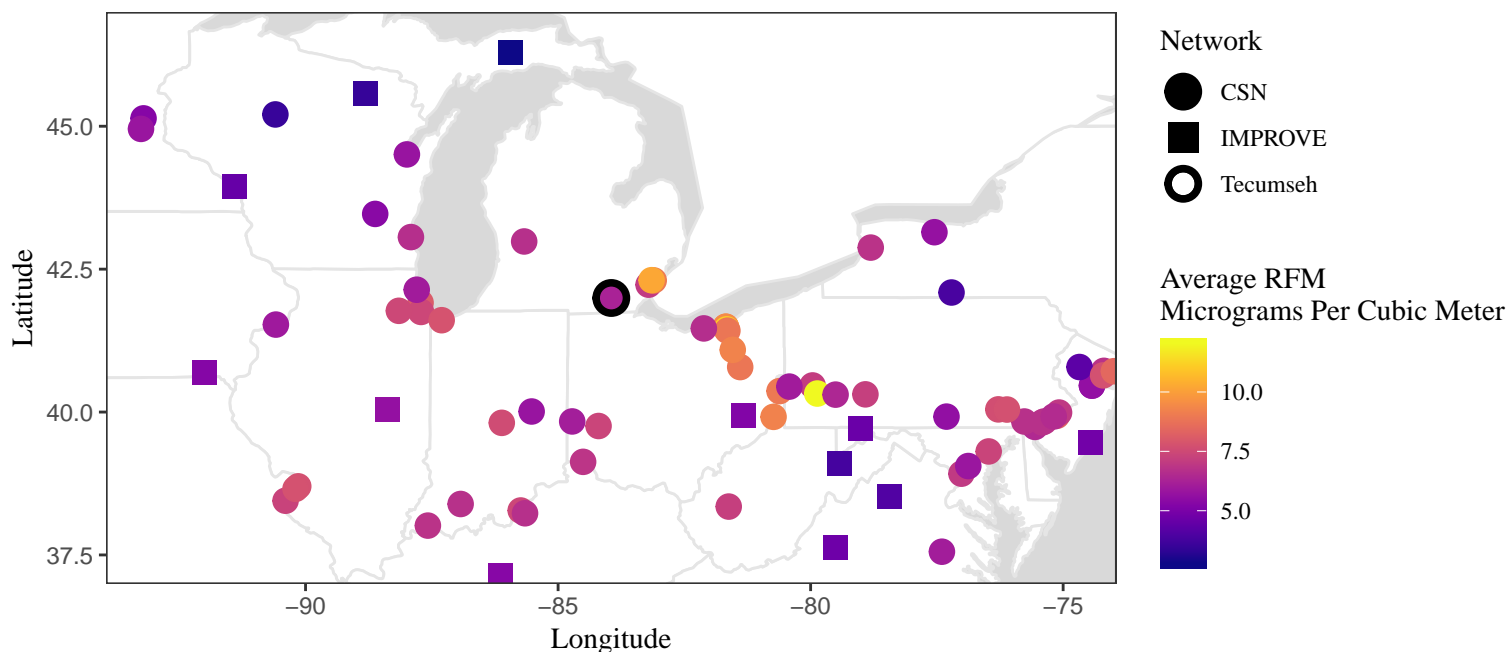 45.0
42.5
40.0
37.5
Latitude
−90
−85
−80
−75
Longitude
Network
CSN
IMPROVE
Tecumseh
Average RFM
Micrograms Per Cubic Meter
10.0
7.5
5.0